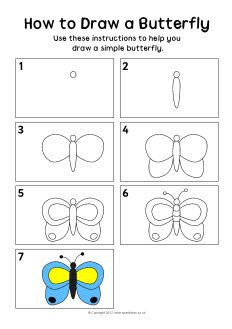 How to Draw a Butterfly
Use these instructions to help you
draw a simple butterfly.
1
2
3
4
5
6
7